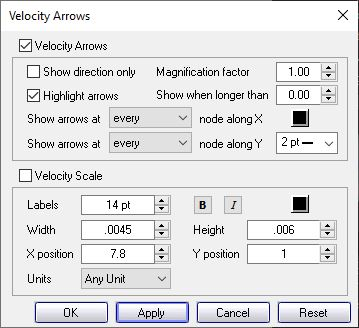 Velocity Arrows
Velocity Arrows
Show direction only Magnification factor 1.00
Highlight arrows Show when longer than 0.00
Show arrows at every node along X
Show arrows at every node along Y 2 pt
Velocity Scale
Labels 14 pt B I
Width .0045 Height .006
X position 7.8 Y position 1
Units Any Unit
OK Apply Cancel Reset